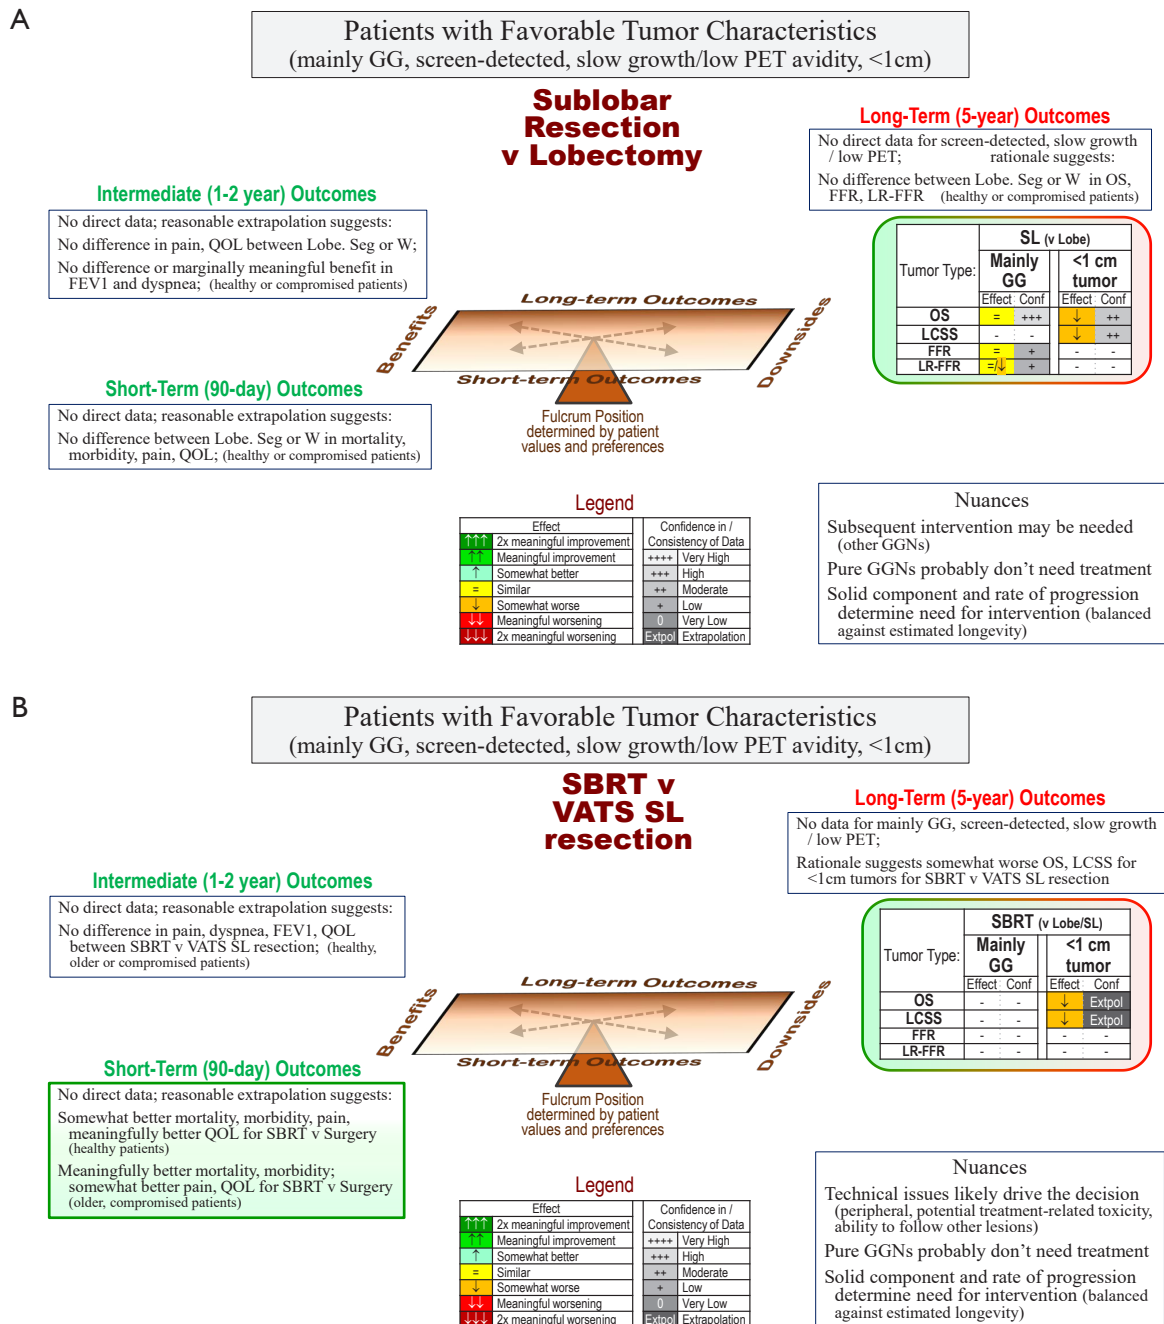 A
Patients with Favorable Tumor Characteristics
(mainly GG, screen-detected, slow growth/low PET avidity, <1cm)
Sublobar
Resection
v Lobectomy
Intermediate (1-2 year) Outcomes
No direct data; reasonable extrapolation suggests:
No difference in pain, QOL between Lobe. Seg or W;
No difference or marginally meaningful benefit in
FEV1 and dyspnea; (healthy or compromised patients)
Short-Term (90-day) Outcomes
No direct data; reasonable extrapolation suggests:
No difference between Lobe. Seg or W in mortality,
morbidity, pain, QOL; (healthy or compromised patients)
Long-term Outcomes
Benefits
Downsides
Short-term Outcomes
Fulcrum Position
determined by patient
values and preferences
Long-Term (5-year) Outcomes
No direct data for screen-detected, slow growth
/ low PET; rationale suggests:
No difference between Lobe. Seg or W in OS,
FFR, LR-FFR (healthy or compromised patients)
SL (v Lobe)
Tumor Type: Mainly GG <1 cm tumor
Effect Conf Effect Conf
OS = +++ ↓ ++
LCSS - - ↓ ++
FFR = + - -
LR-FFR =/↓ + - -
Legend
Effect Confidence in / Consistency of Data
↑↑↑ 2x meaningful improvement
↑↑ Meaningful improvement ++++ Very High
↑ Somewhat better +++ High
= Similar ++ Moderate
↓ Somewhat worse + Low
↓↓ Meaningful worsening 0 Very Low
↓↓↓ 2x meaningful worsening Extpol Extrapolation
Nuances
Subsequent intervention may be needed
(other GGNs)
Pure GGNs probably don't need treatment
Solid component and rate of progression
determine need for intervention (balanced
against estimated longevity)
B
Patients with Favorable Tumor Characteristics
(mainly GG, screen-detected, slow growth/low PET avidity, <1cm)
SBRT v
VATS SL
resection
Intermediate (1-2 year) Outcomes
No direct data; reasonable extrapolation suggests:
No difference in pain, dyspnea, FEV1, QOL
between SBRT v VATS SL resection; (healthy,
older or compromised patients)
Short-Term (90-day) Outcomes
No direct data; reasonable extrapolation suggests:
Somewhat better mortality, morbidity, pain,
meaningfully better QOL for SBRT v Surgery
(healthy patients)
Meaningfully better mortality, morbidity;
somewhat better pain, QOL for SBRT v Surgery
(older, compromised patients)
Long-term Outcomes
Benefits
Downsides
Short-term Outcomes
Fulcrum Position
determined by patient
values and preferences
Long-Term (5-year) Outcomes
No data for mainly GG, screen-detected, slow growth
/ low PET;
Rationale suggests somewhat worse OS, LCSS for
<1cm tumors for SBRT v VATS SL resection
SBRT (v Lobe/SL)
Tumor Type: Mainly GG <1 cm tumor
Effect Conf Effect Conf
OS - - ↓ Extpol
LCSS - - ↓ Extpol
FFR - - - -
LR-FFR - - - -
Legend
Effect Confidence in / Consistency of Data
↑↑↑ 2x meaningful improvement
↑↑ Meaningful improvement ++++ Very High
↑ Somewhat better +++ High
= Similar ++ Moderate
↓ Somewhat worse + Low
↓↓ Meaningful worsening 0 Very Low
↓↓↓ 2x meaningful worsening Extpol Extrapolation
Nuances
Technical issues likely drive the decision
(peripheral, potential treatment-related toxicity,
ability to follow other lesions)
Pure GGNs probably don't need treatment
Solid component and rate of progression
determine need for intervention (balanced
against estimated longevity)